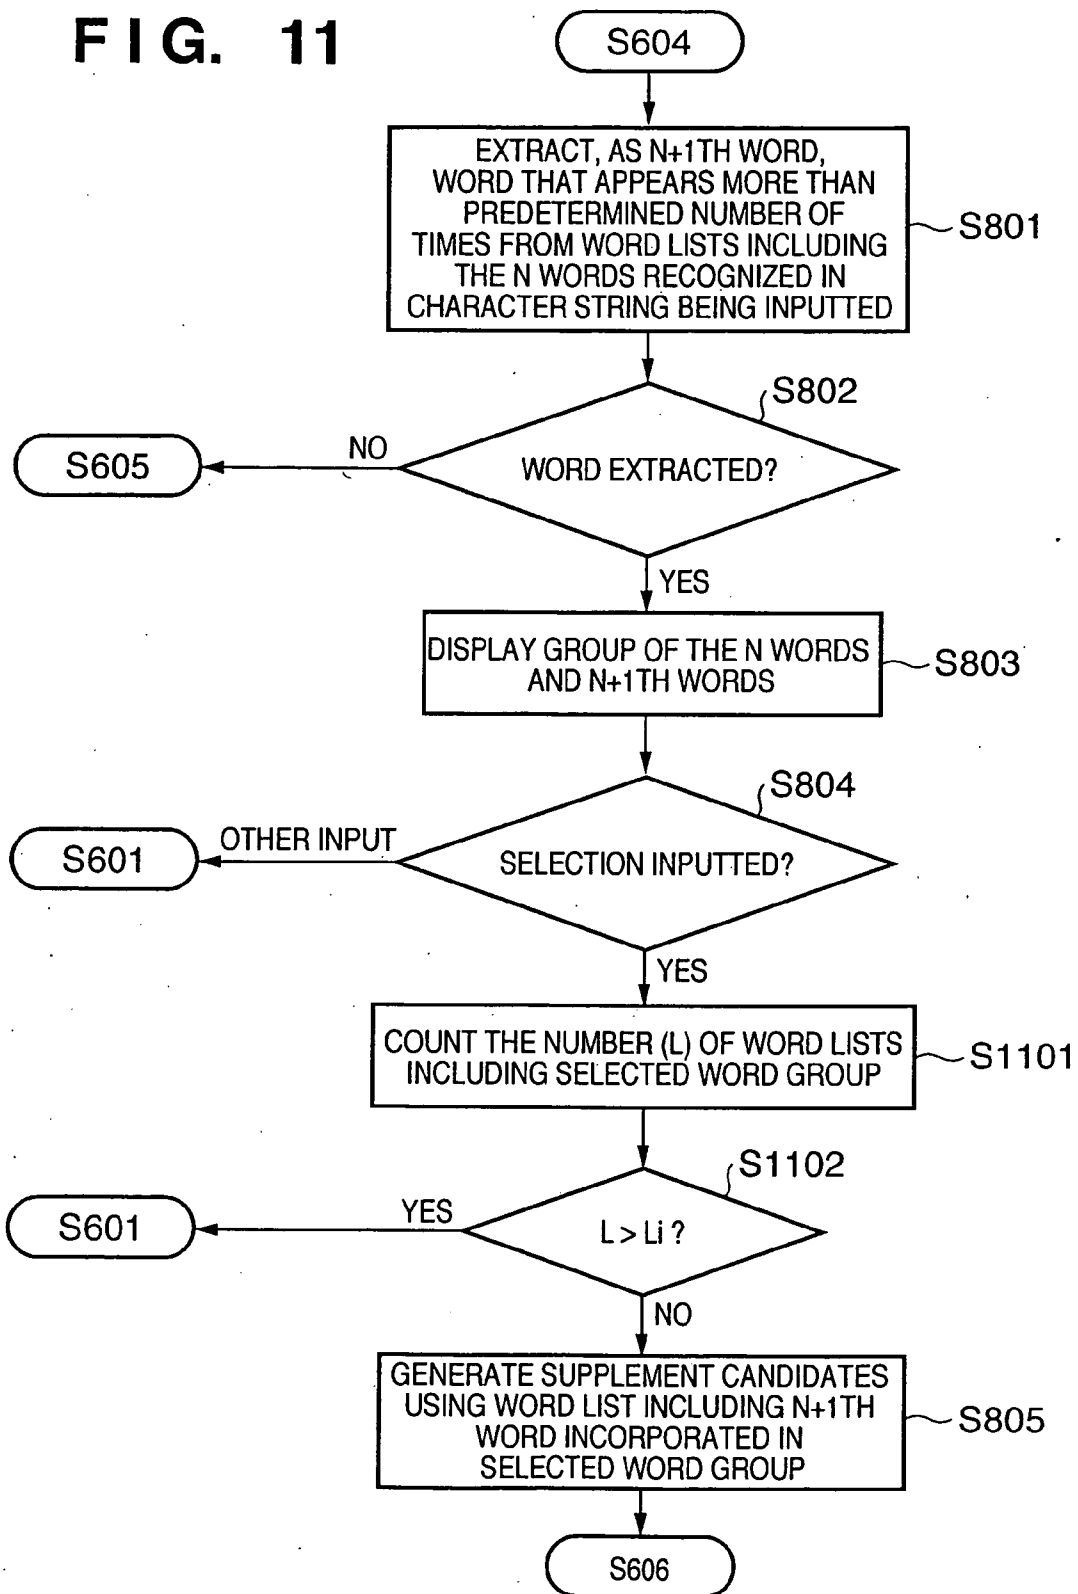 FIG. 11
S604
EXTRACT, AS N+1TH WORD,
WORD THAT APPEARS MORE THAN
PREDETERMINED NUMBER OF
TIMES FROM WORD LISTS INCLUDING
THE N WORDS RECOGNIZED IN
CHARACTER STRING BEING INPUTTED
S801
S802
WORD EXTRACTED?
NO
S605
YES
DISPLAY GROUP OF THE N WORDS
AND N+1TH WORDS
S803
S804
SELECTION INPUTTED?
OTHER INPUT
S601
YES
COUNT THE NUMBER (L) OF WORD LISTS
INCLUDING SELECTED WORD GROUP
S1101
S1102
L > Li ?
YES
S601
NO
GENERATE SUPPLEMENT CANDIDATES
USING WORD LIST INCLUDING N+1TH
WORD INCORPORATED IN
SELECTED WORD GROUP
S805
S606